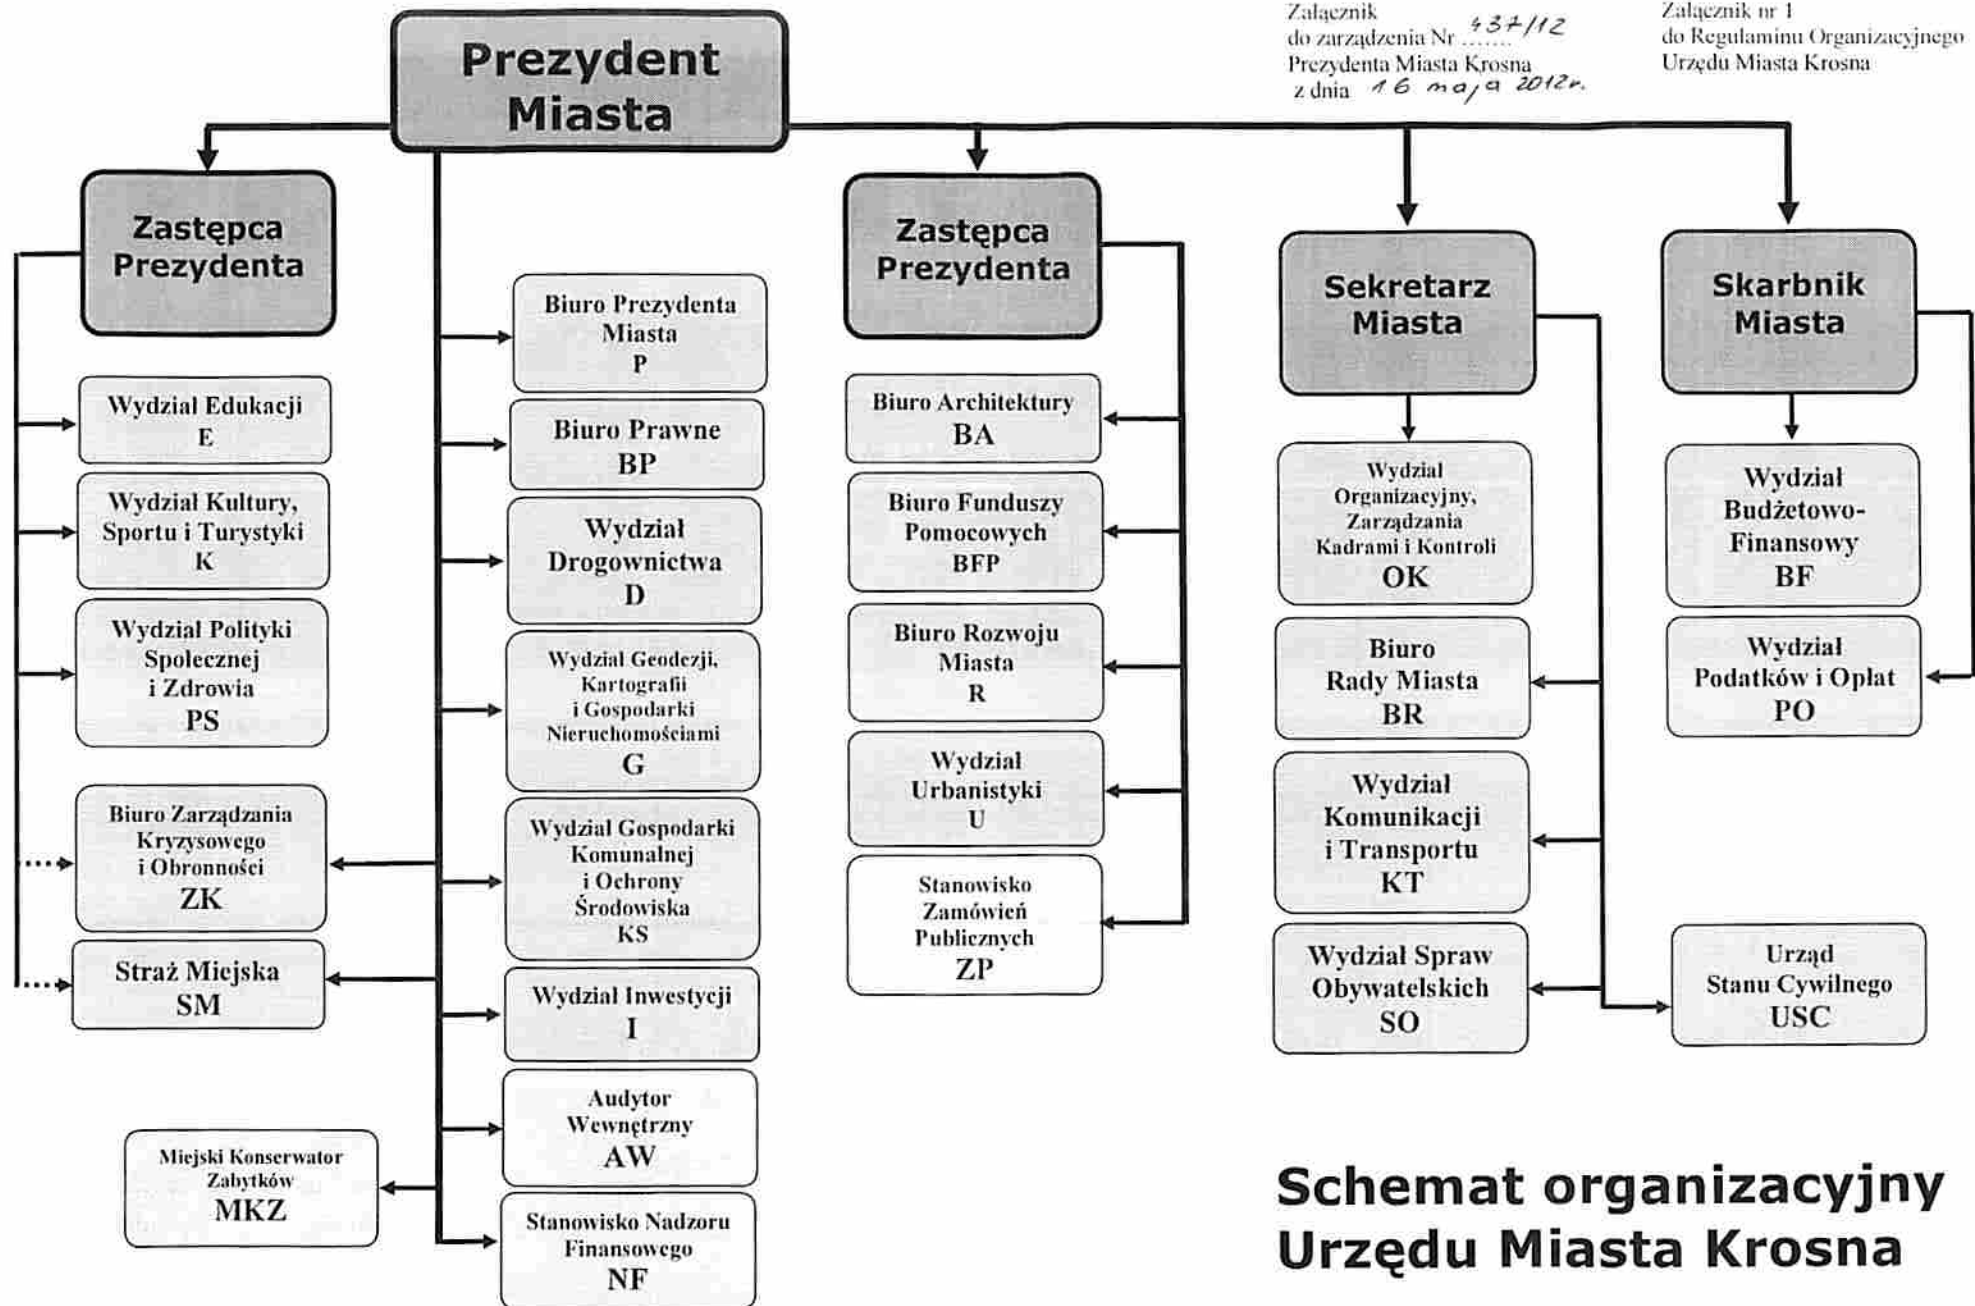 Załącznik
do zarządzenia Nr 437/12
Prezydenta Miasta Krosna
z dnia 16 maja 2012r.
Załącznik nr 1
do Regulaminu Organizacyjnego
Urzędu Miasta Krosna
Prezydent
Miasta
Zastępca
Prezydenta
Wydział Edukacji
E
Wydział Kultury,
Sportu i Turystyki
K
Wydział Polityki
Społecznej
i Zdrowia
PS
Biuro Zarządzania
Kryzysowego
i Obronności
ZK
Straż Miejska
SM
Miejski Konserwator
Zabytków
MKZ
Biuro Prezydenta
Miasta
P
Biuro Prawne
BP
Wydział
Drogownictwa
D
Wydział Geodezji,
Kartografii
i Gospodarki
Nieruchomościami
G
Wydział Gospodarki
Komunalnej
i Ochrony
Środowiska
KS
Wydział Inwestycji
I
Audytor
Wewnętrzny
AW
Stanowisko Nadzoru
Finansowego
NF
Zastępca
Prezydenta
Biuro Architektury
BA
Biuro Funduszy
Pomocowych
BFP
Biuro Rozwoju
Miasta
R
Wydział
Urbanistyki
U
Stanowisko
Zamówień
Publicznych
ZP
Sekretarz
Miasta
Wydział
Organizacyjny,
Zarządzania
Kadrami i Kontroli
OK
Biuro
Rady Miasta
BR
Wydział
Komunikacji
i Transportu
KT
Wydział Spraw
Obywatelskich
SO
Skarbnik
Miasta
Wydział
Budżetowo-
Finansowy
BF
Wydział
Podatków i Opłat
PO
Urząd
Stanu Cywilnego
USC
Schemat organizacyjny
Urzędu Miasta Krosna